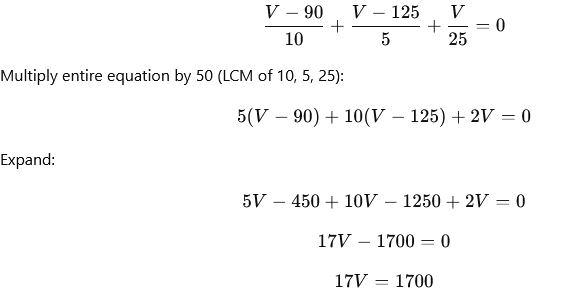 (V − 90)/10 + (V − 125)/5 + V/25 = 0
Multiply entire equation by 50 (LCM of 10, 5, 25):
5(V − 90) + 10(V − 125) + 2V = 0
Expand:
5V − 450 + 10V − 1250 + 2V = 0
17V − 1700 = 0
17V = 1700